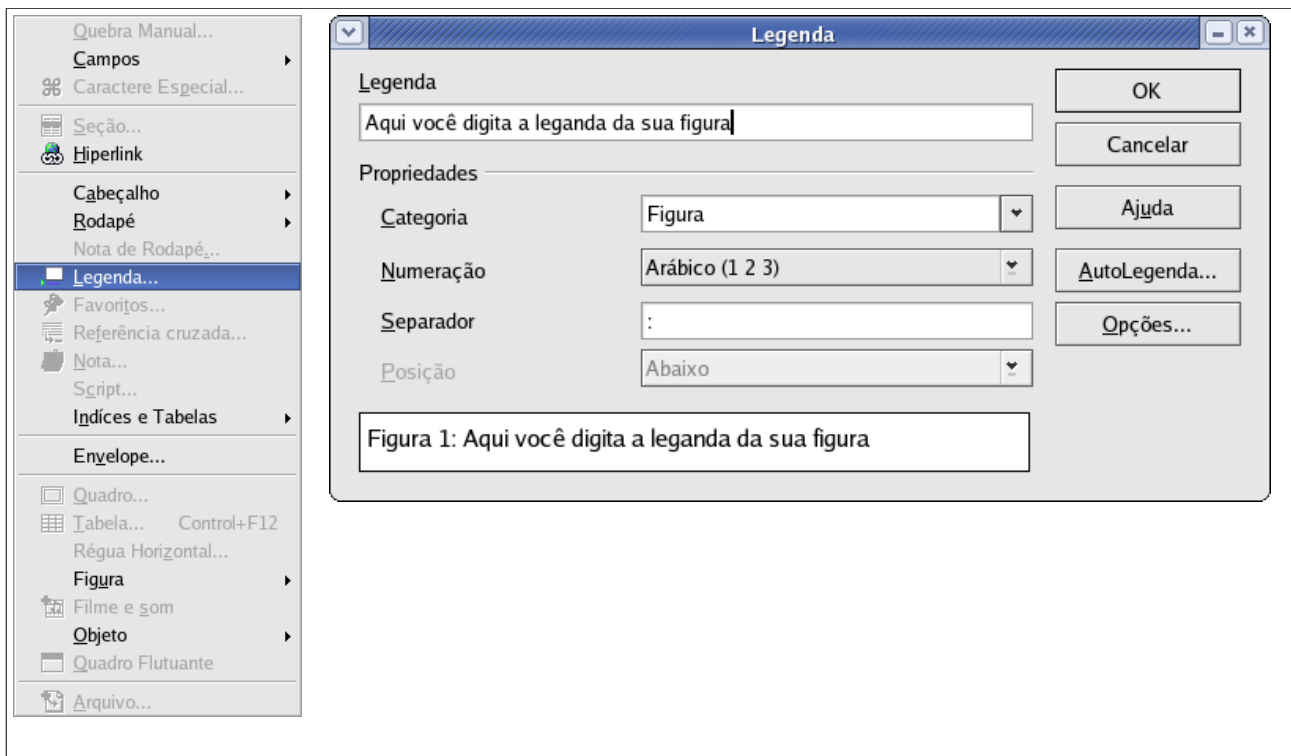 Quebra Manual...
Campos
Caractere Especial...
Seção...
Hiperlink
Cabeçalho
Rodapé
Nota de Rodapé...
Legenda...
Favoritos...
Referência cruzada...
Nota...
Script...
Indíces e Tabelas
Envelope...
Quadro...
Tabela... Control+F12
Régua Horizontal...
Figura
Filme e som
Objeto
Quadro Flutuante
Arquivo...
Legenda
Legenda
Aqui você digita a leganda da sua figura
Propriedades
Categoria Figura
Numeração Arábico (1 2 3)
Separador :
Posição Abaixo
Figura 1: Aqui você digita a leganda da sua figura
OK
Cancelar
Ajuda
AutoLegenda...
Opções...